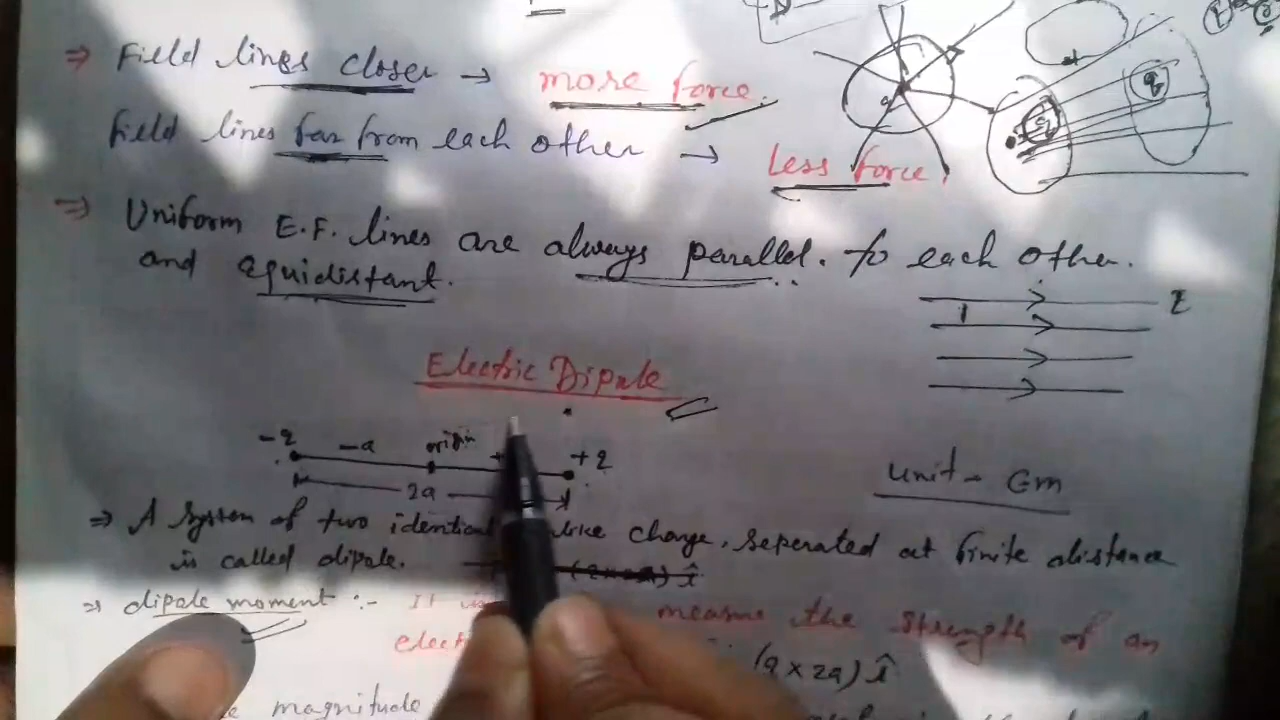 ⇒ Field lines closer → more force.
Field lines far from each other → Less force.
⇒ Uniform E.F. lines are always parallel. to each other.
and equidistant.
E
Electric Dipole
-q -a origin + +q
2a
Unit - Cm
⇒ A system of two charge, seperated at finite distance
is called dipole.
⇒ dipole moment :- It measure the strength of an
(q × 2a) î
magnitude